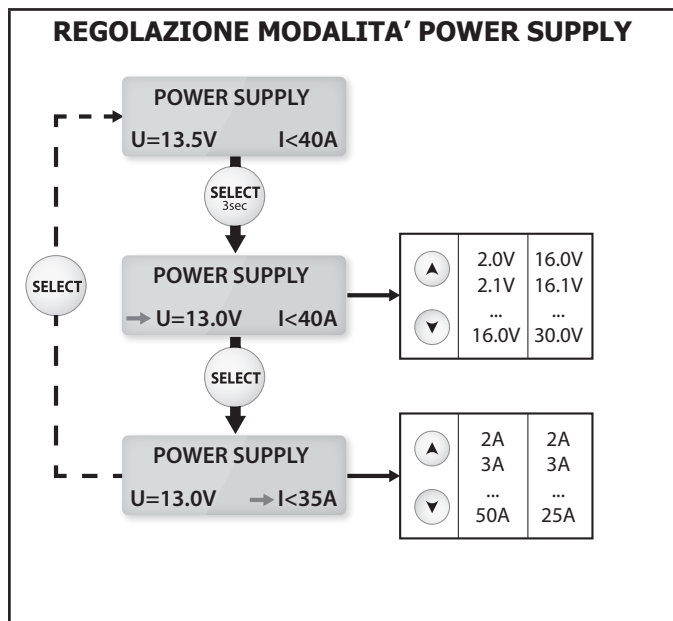 REGOLAZIONE MODALITA' POWER SUPPLY
POWER SUPPLY
U=13.5V I<40A
SELECT
3sec
SELECT
POWER SUPPLY
U=13.0V I<40A
2.0V 16.0V
2.1V 16.1V
... ...
16.0V 30.0V
SELECT
POWER SUPPLY
U=13.0V I<35A
2A 2A
3A 3A
... ...
50A 25A